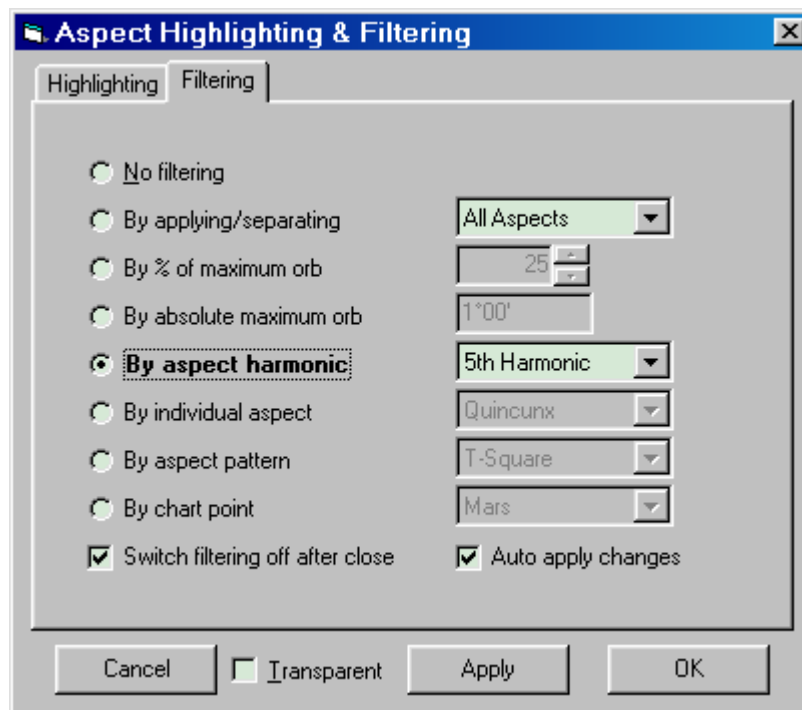 Aspect Highlighting & Filtering
Highlighting Filtering
No filtering
By applying/separating All Aspects
By % of maximum orb 25
By absolute maximum orb 1°00'
By aspect harmonic 5th Harmonic
By individual aspect Quincunx
By aspect pattern T-Square
By chart point Mars
Switch filtering off after close Auto apply changes
Cancel Transparent Apply OK